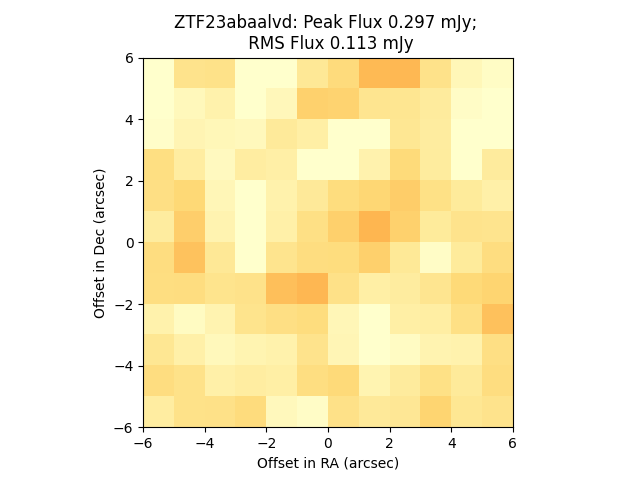 ZTF23abaalvd: Peak Flux 0.297 mJy;
RMS Flux 0.113 mJy
6
4
2
0
−2
−4
−6
−6 −4 −2 0 2 4 6
Offset in Dec (arcsec)
Offset in RA (arcsec)